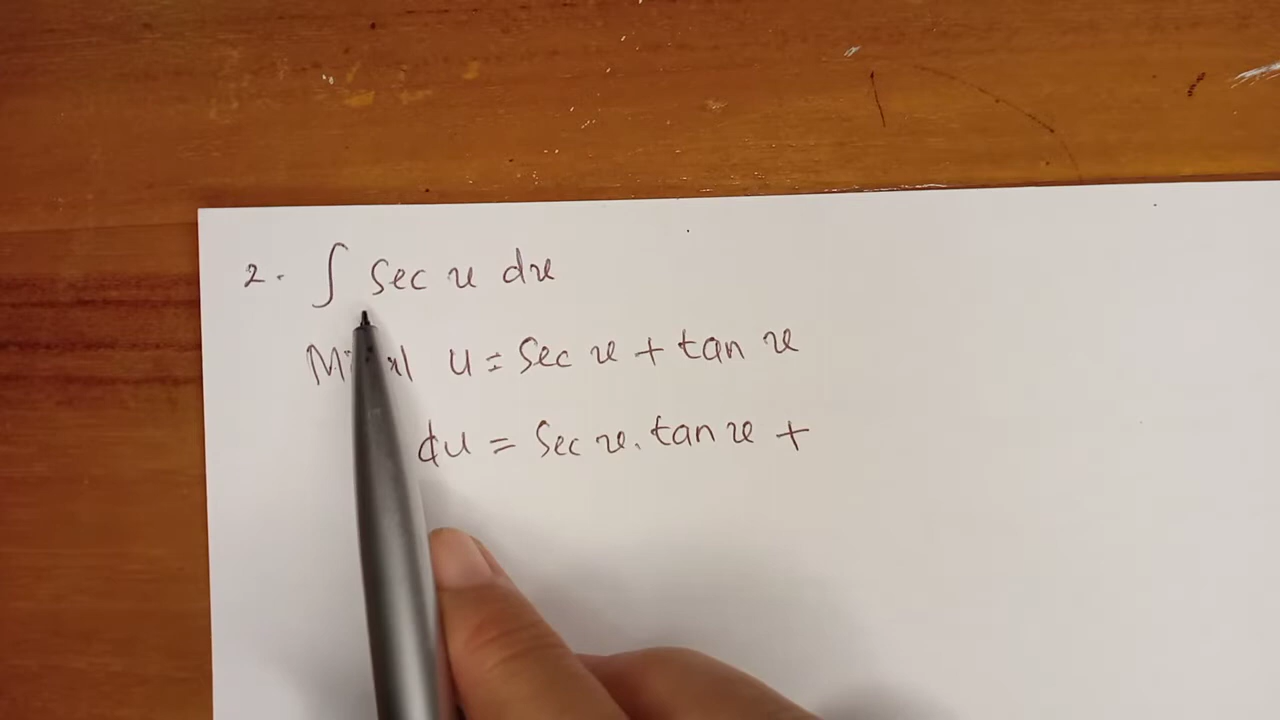 2. ∫ sec x dx
u = sec x + tan x
du = sec x . tan x +